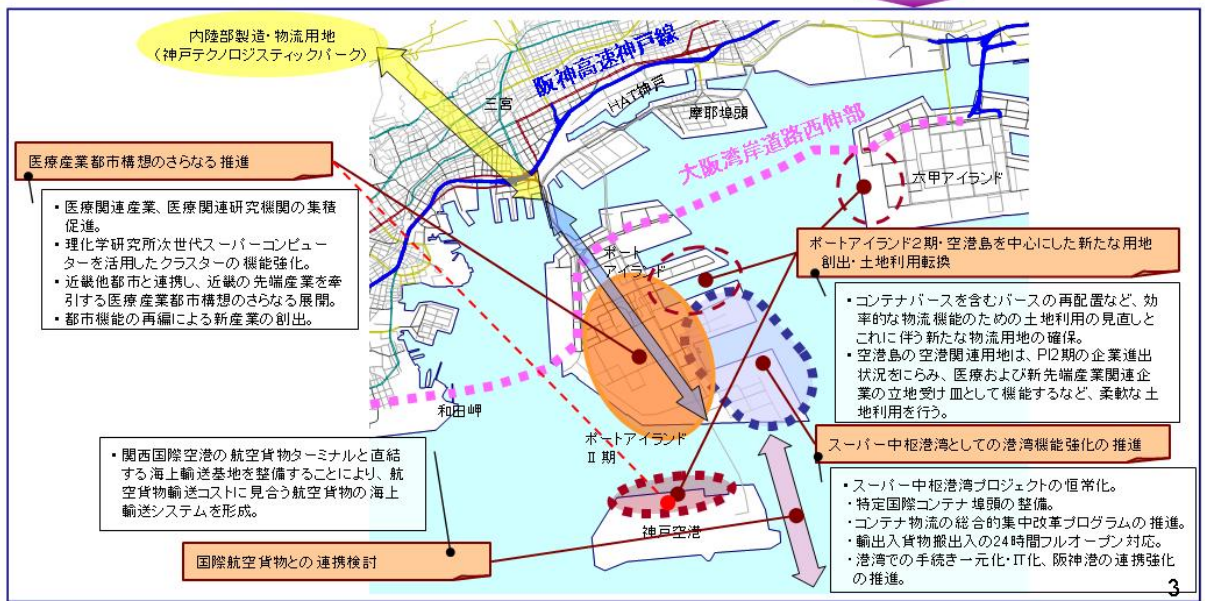 内陸部製造・物流用地
（神戸テクノロジスティックパーク）
阪神高速神戸線
三宮
HAT神戸
摩耶埠頭
大阪湾岸道路西伸部
六甲アイランド
医療産業都市構想のさらなる推進
・医療関連産業、医療関連研究機関の集積
促進。
・理化学研究所次世代スーパーコンピュー
ターを活用したクラスターの機能強化。
・近畿他都市と連携し、近畿の先端産業を牽
引する医療産業都市構想のさらなる展開。
・都市機能の再編による新産業の創出。
ポート
アイランド
ポートアイランド2期・空港島を中心にした新たな用地
創出・土地利用転換
・コンテナバースを含むバースの再配置など、効
率的な物流機能のための土地利用の見直しと
これに伴う新たな物流用地の確保。
・空港島の空港関連用地は、PI2期の企業進出
状況をにらみ、医療および新先端産業関連企
業の立地受け皿として機能するなど、柔軟な土
地利用を行う。
和田岬
ポートアイランド
Ⅱ期
・関西国際空港の航空貨物ターミナルと直結
する海上輸送基地を整備することにより、航
空貨物輸送コストに見合う航空貨物の海上
輸送システムを形成。
スーパー中枢港湾としての港湾機能強化の推進
・スーパー中枢港湾プロジェクトの恒常化。
・特定国際コンテナ埠頭の整備。
・コンテナ物流の総合的集中改革プログラムの推進。
・輸出入貨物搬出入の24時間フルオープン対応。
・港湾での手続き一元化・IT化、阪神港の連携強化
の推進。
神戸空港
国際航空貨物との連携検討
3